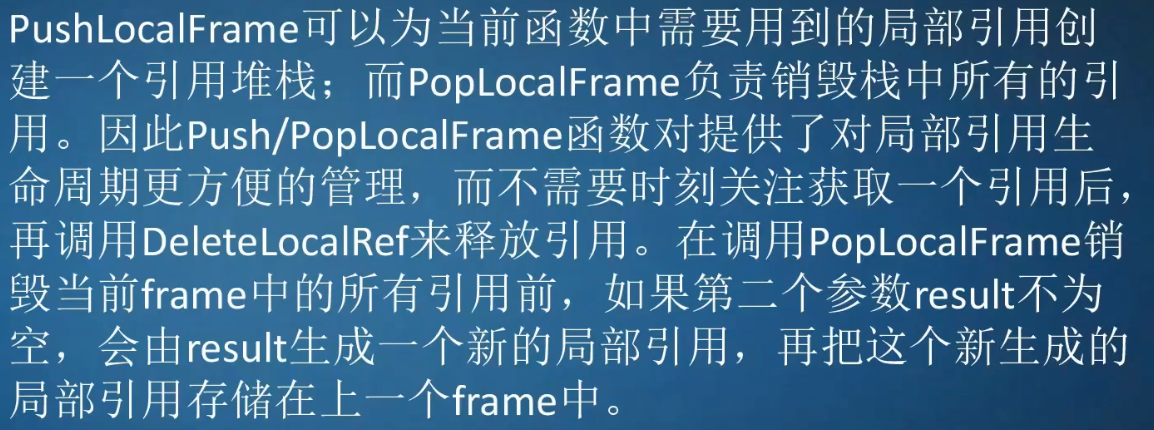 PushLocalFrame可以为当前函数中需要用到的局部引用创
建一个引用堆栈；而PopLocalFrame负责销毁栈中所有的引
用。因此Push/PopLocalFrame函数对提供了对局部引用生
命周期更方便的管理，而不需要时刻关注获取一个引用后，
再调用DeleteLocalRef来释放引用。在调用PopLocalFrame销
毁当前frame中的所有引用前，如果第二个参数result不为
空，会由result生成一个新的局部引用，再把这个新生成的
局部引用存储在上一个frame中。